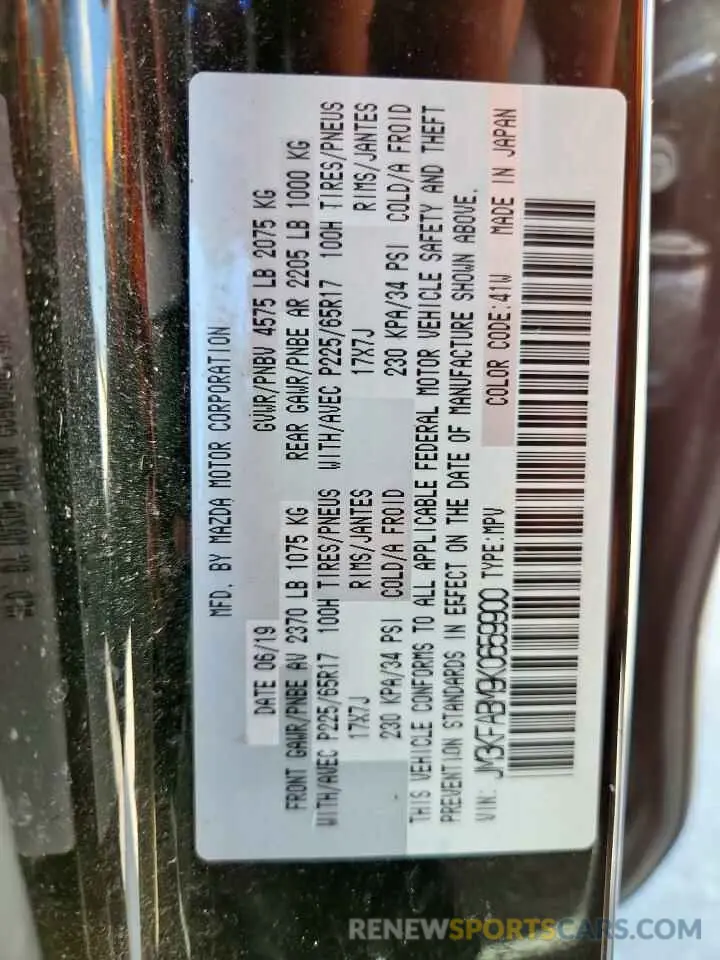 MFD. BY MAZDA MOTOR CORPORATION
DATE 06/19 GVWR/PNBV 4575 LB 2075 KG
FRONT GAWR/PNBE AV 2370 LB 1075 KG REAR GAWR/PNBE AR 2205 LB 1000 KG
WITH/AVEC P225/65R17 100H TIRES/PNEUS WITH/AVEC P225/65R17 100H TIRES/PNEUS
17X7J RIMS/JANTES 17X7J RIMS/JANTES
230 KPA/34 PSI COLD/A FROID 230 KPA/34 PSI COLD/A FROID
THIS VEHICLE CONFORMS TO ALL APPLICABLE FEDERAL MOTOR VEHICLE SAFETY AND THEFT
PREVENTION STANDARDS IN EFFECT ON THE DATE OF MANUFACTURE SHOWN ABOVE.
VIN: JM3KFABM9K0659900 TYPE:MPV COLOR CODE:41W MADE IN JAPAN
RENEWSPORTSCARS.COM